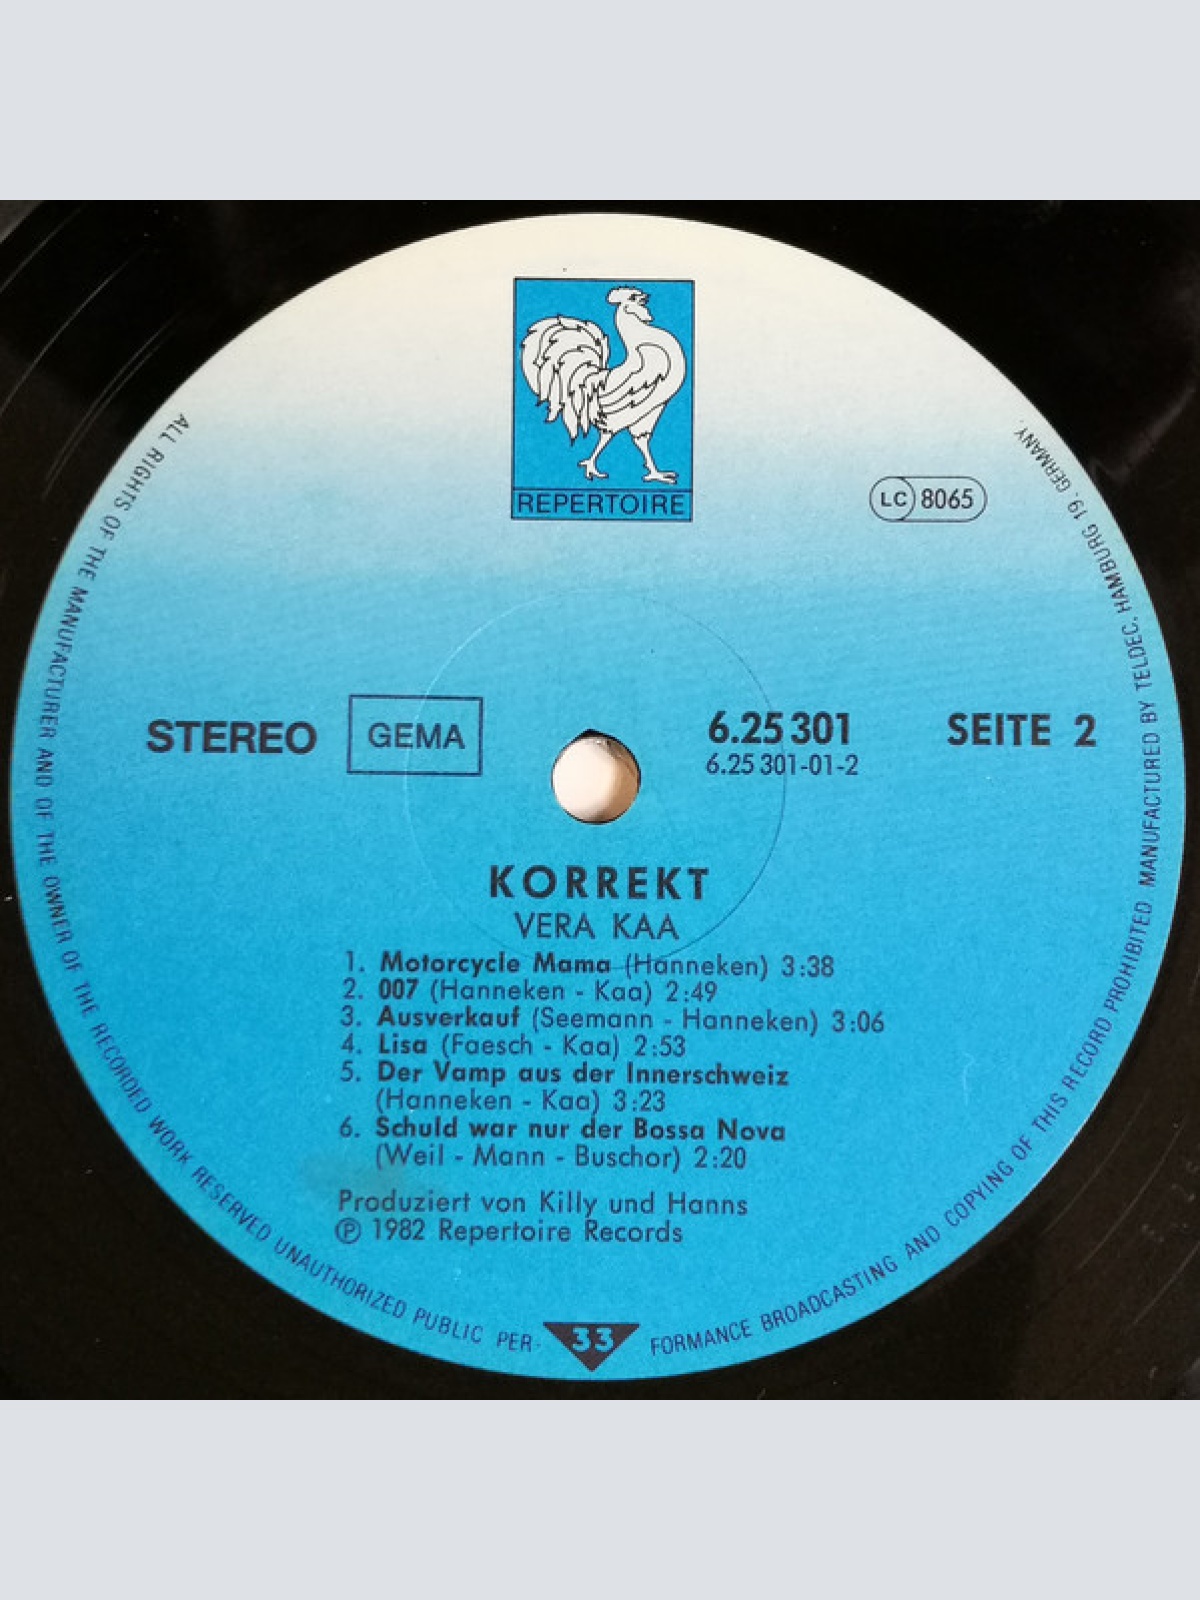 REPERTOIRE
LC 8065
STEREO
GEMA
6.25 301
6.25 301-01-2
SEITE 2
KORREKT
VERA KAA
1. Motorcycle Mama (Hanneken) 3:38
2. 007 (Hanneken - Kaa) 2:49
3. Ausverkauf (Seemann - Hanneken) 3:06
4. Lisa (Faesch - Kaa) 2:53
5. Der Vamp aus der Innerschweiz
(Hanneken - Kaa) 3:23
6. Schuld war nur der Bossa Nova
(Weil - Mann - Buschor) 2:20
Produziert von Killy und Hanns
Ⓟ 1982 Repertoire Records
ALL RIGHTS OF THE MANUFACTURER AND OF THE OWNER OF THE RECORDED WORK RESERVED UNAUTHORIZED PUBLIC PER-
33
FORMANCE BROADCASTING AND COPYING OF THIS RECORD PROHIBITED MANUFACTURED BY TELDEC, HAMBURG 19, GERMANY.